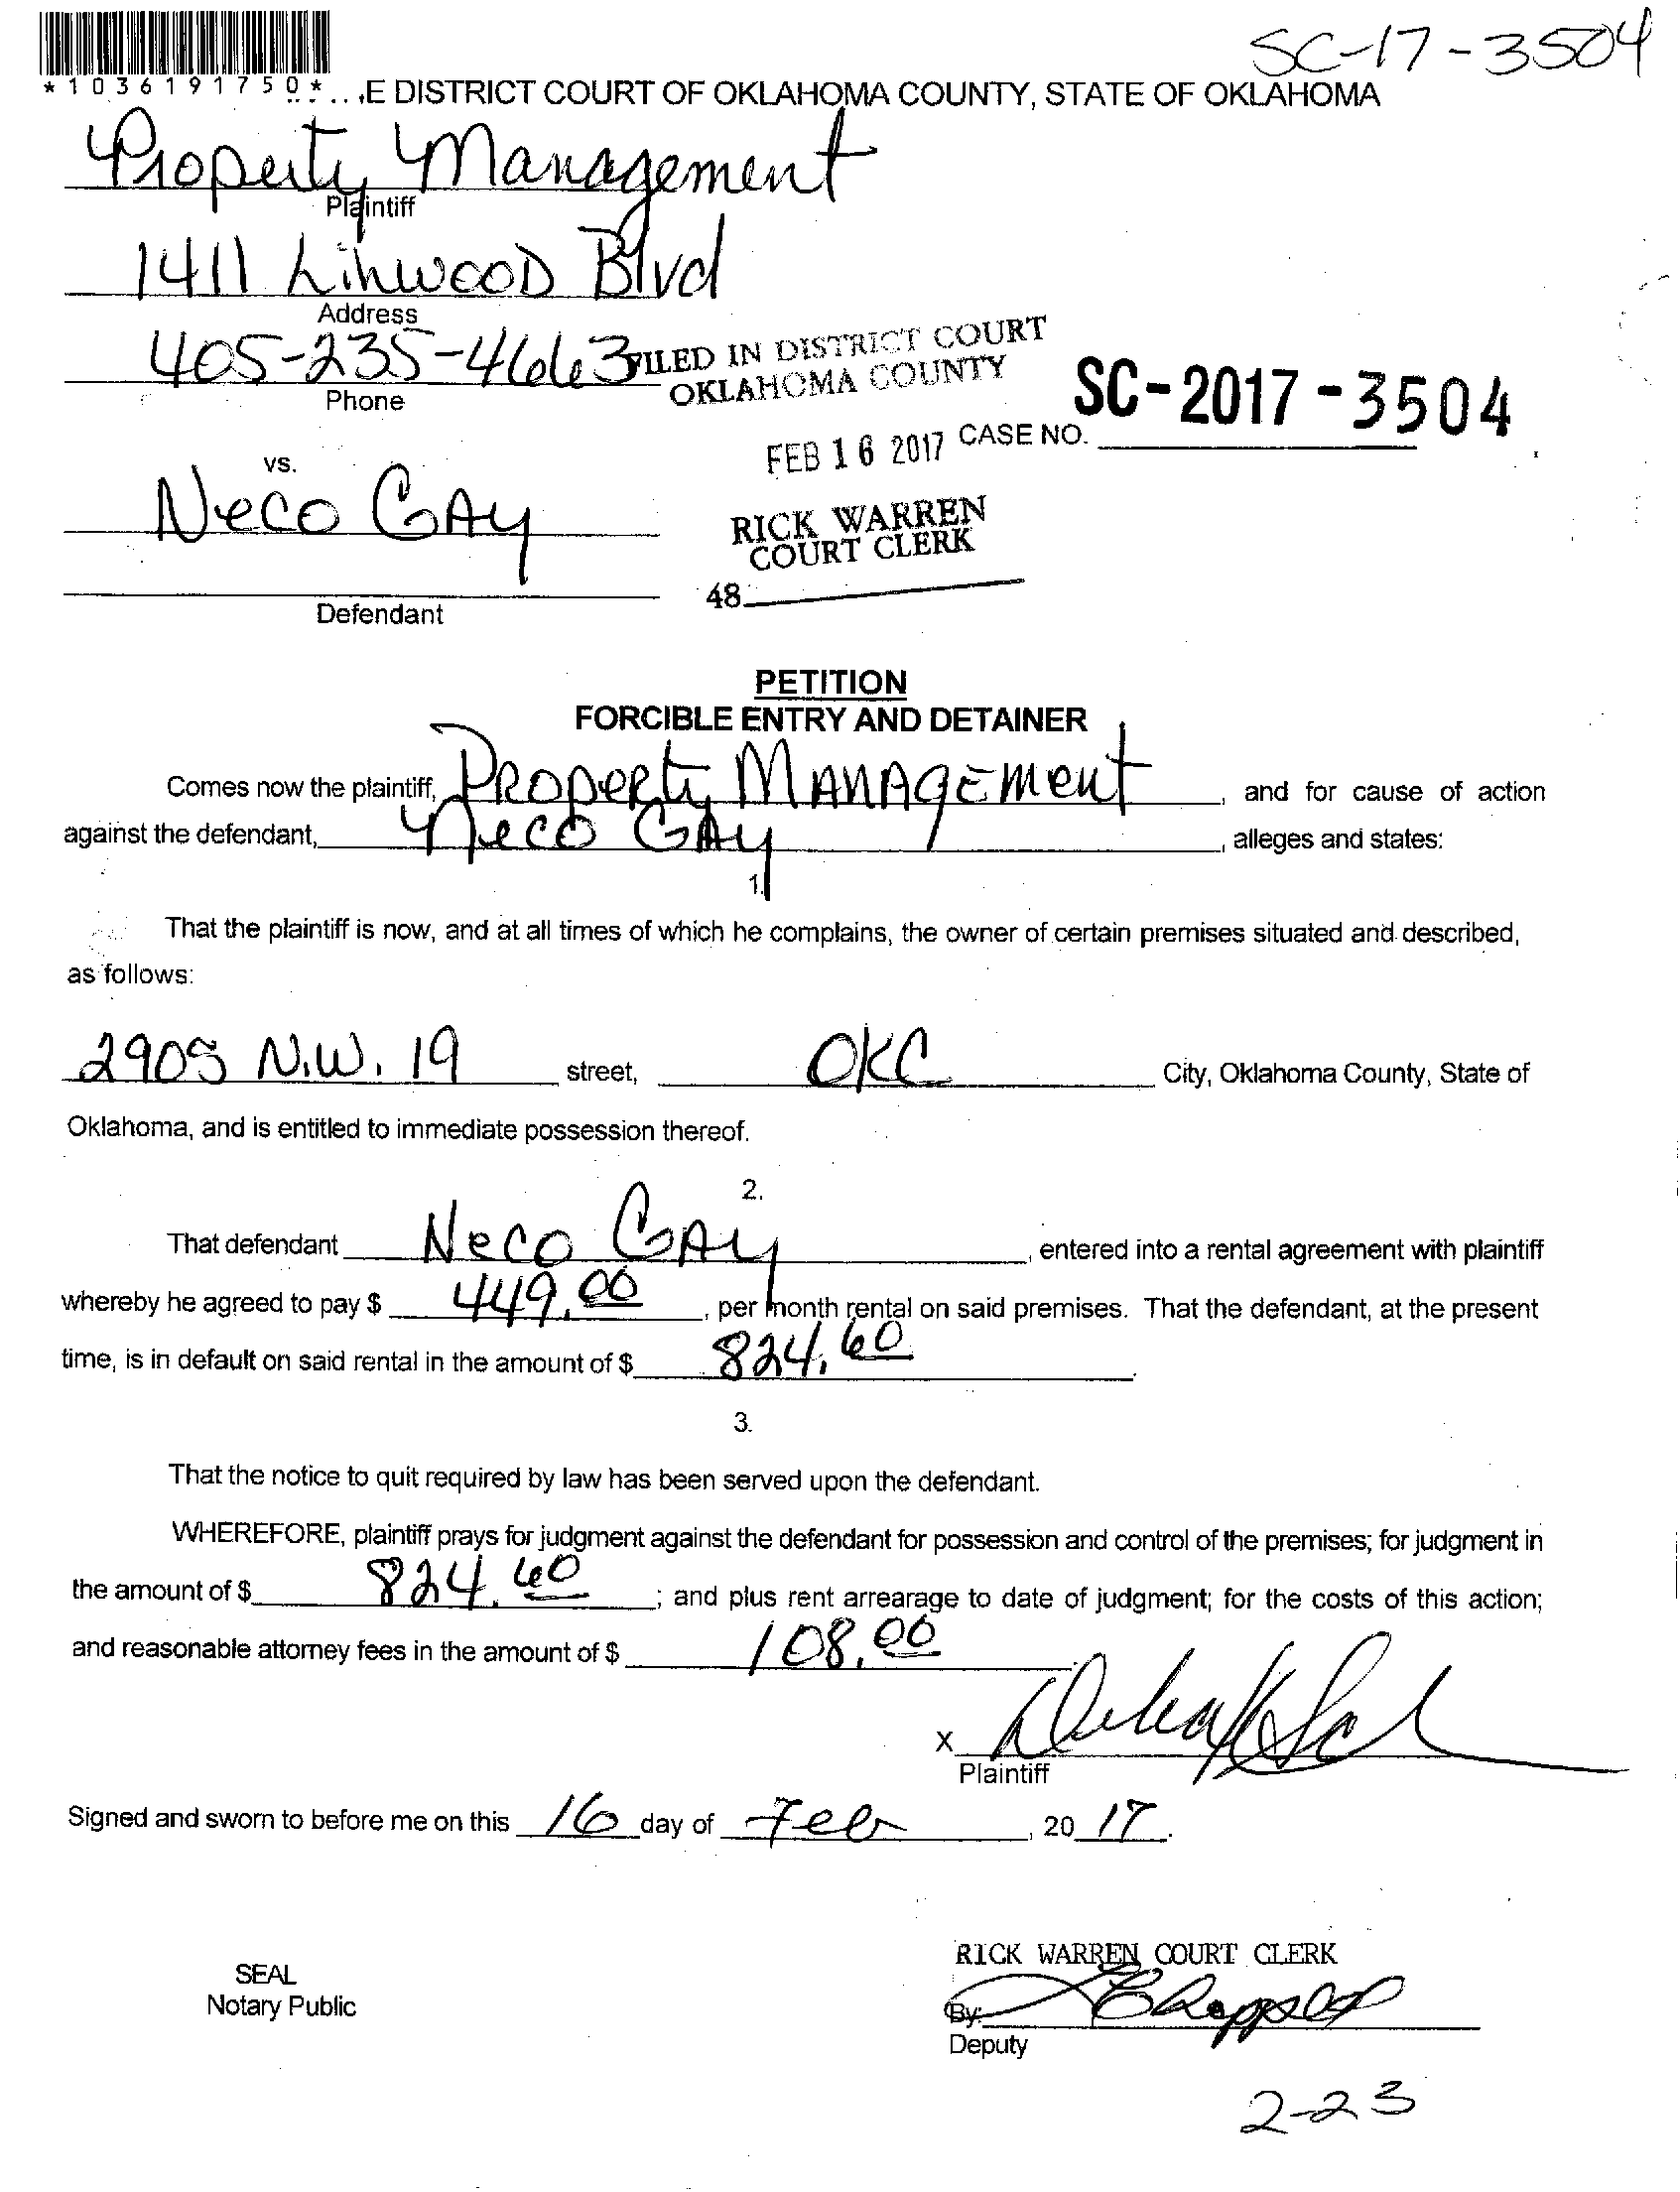 SC-17-3504
*1036191750*
E DISTRICT COURT OF OKLAHOMA COUNTY, STATE OF OKLAHOMA
Property Management
Plaintiff
1411 Linwood Blvd
Address
405-235-4663
Phone
FILED IN DISTRICT COURT
OKLAHOMA COUNTY
FEB 16 2017
CASE NO. SC-2017-3504
RICK WARREN
COURT CLERK
48
vs.
Neco GAy
Defendant
PETITION
FORCIBLE ENTRY AND DETAINER
Comes now the plaintiff, PROPERty MANAgEMent, and for cause of action
against the defendant, Neco GAy, alleges and states:
1.
That the plaintiff is now, and at all times of which he complains, the owner of certain premises situated and described,
as follows:
2905 N.W. 19 street, OKC City, Oklahoma County, State of
Oklahoma, and is entitled to immediate possession thereof.
2.
That defendant Neco GAy, entered into a rental agreement with plaintiff
whereby he agreed to pay $ 449.00, per month rental on said premises. That the defendant, at the present
time, is in default on said rental in the amount of $ 824.60.
3.
That the notice to quit required by law has been served upon the defendant.
WHEREFORE, plaintiff prays for judgment against the defendant for possession and control of the premises; for judgment in
the amount of $ 824.60; and plus rent arrearage to date of judgment; for the costs of this action;
and reasonable attorney fees in the amount of $ 108.00
x
Plaintiff
Signed and sworn to before me on this 16 day of Feb, 20 17.
SEAL
Notary Public
RICK WARREN COURT CLERK
By:
Deputy
2-23